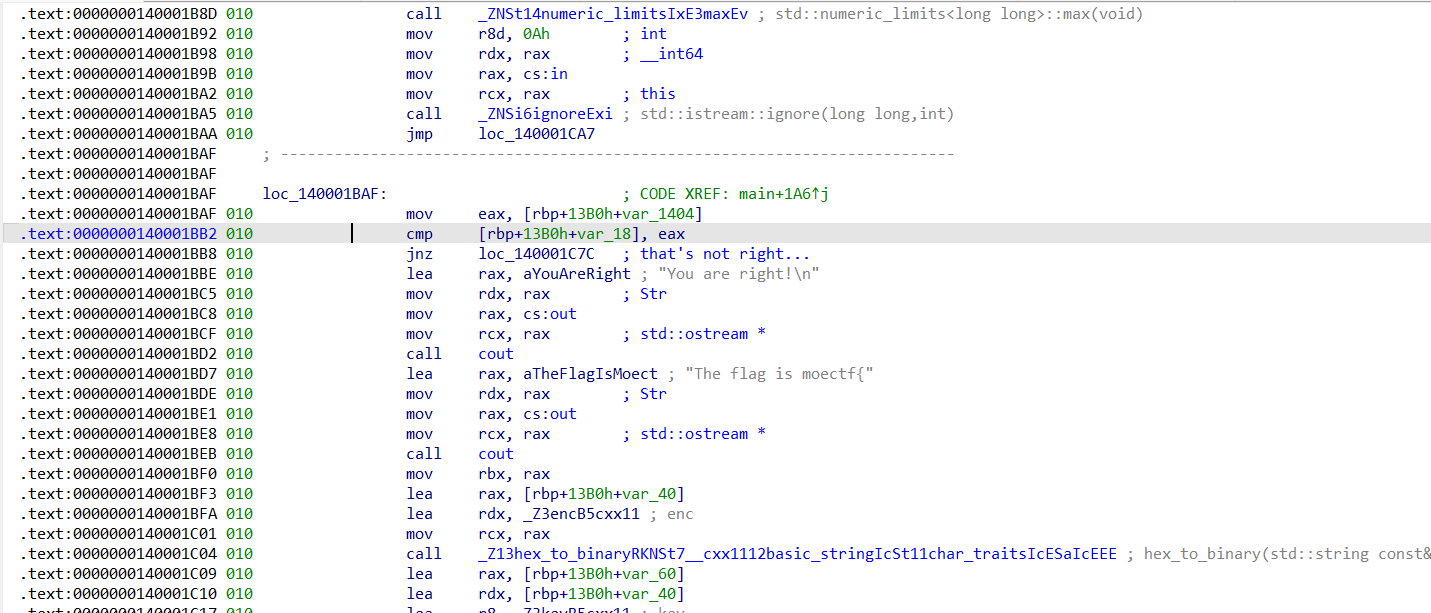 .text:0000000140001B8D 010 call _ZNSt14numeric_limitsIxE3maxEv ; std::numeric_limits<long long>::max(void)
.text:0000000140001B92 010 mov r8d, 0Ah ; int
.text:0000000140001B98 010 mov rdx, rax ; __int64
.text:0000000140001B9B 010 mov rax, cs:in
.text:0000000140001BA2 010 mov rcx, rax ; this
.text:0000000140001BA5 010 call _ZNSi6ignoreExi ; std::istream::ignore(long long,int)
.text:0000000140001BAA 010 jmp loc_140001CA7
.text:0000000140001BAF ; ---------------------------------------------------------------------------
.text:0000000140001BAF
.text:0000000140001BAF loc_140001BAF: ; CODE XREF: main+1A6↑j
.text:0000000140001BAF 010 mov eax, [rbp+13B0h+var_1404]
.text:0000000140001BB2 010 cmp [rbp+13B0h+var_18], eax
.text:0000000140001BB8 010 jnz loc_140001C7C ; that's not right...
.text:0000000140001BBE 010 lea rax, aYouAreRight ; "You are right!\n"
.text:0000000140001BC5 010 mov rdx, rax ; Str
.text:0000000140001BC8 010 mov rax, cs:out
.text:0000000140001BCF 010 mov rcx, rax ; std::ostream *
.text:0000000140001BD2 010 call cout
.text:0000000140001BD7 010 lea rax, aTheFlagIsMoect ; "The flag is moectf{"
.text:0000000140001BDE 010 mov rdx, rax ; Str
.text:0000000140001BE1 010 mov rax, cs:out
.text:0000000140001BE8 010 mov rcx, rax ; std::ostream *
.text:0000000140001BEB 010 call cout
.text:0000000140001BF0 010 mov rbx, rax
.text:0000000140001BF3 010 lea rax, [rbp+13B0h+var_40]
.text:0000000140001BFA 010 lea rdx, _Z3encB5cxx11 ; enc
.text:0000000140001C01 010 mov rcx, rax
.text:0000000140001C04 010 call _Z13hex_to_binaryRKNSt7__cxx1112basic_stringIcSt11char_traitsIcESaIcEEE ; hex_to_binary(std::string const&
.text:0000000140001C09 010 lea rax, [rbp+13B0h+var_60]
.text:0000000140001C10 010 lea rdx, [rbp+13B0h+var_40]
.text:0000000140001C17 010 lea r8, _Z3keyB5cxx11 ; key